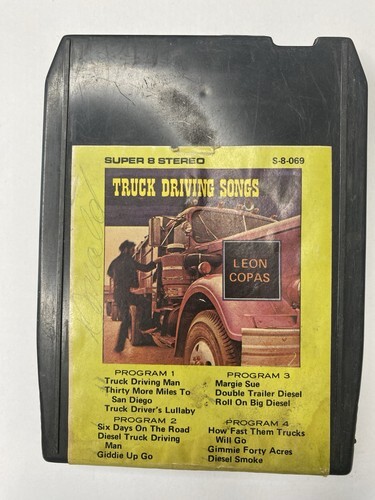 SUPER 8 STEREO S-8-069
TRUCK DRIVING SONGS
LEON
COPAS
PROGRAM 1
Truck Driving Man
Thirty More Miles To
San Diego
Truck Driver's Lullaby
PROGRAM 2
Six Days On The Road
Diesel Truck Driving
Man
Giddie Up Go
PROGRAM 3
Margie Sue
Double Trailer Diesel
Roll On Big Diesel
PROGRAM 4
How Fast Them Trucks
Will Go
Gimmie Forty Acres
Diesel Smoke